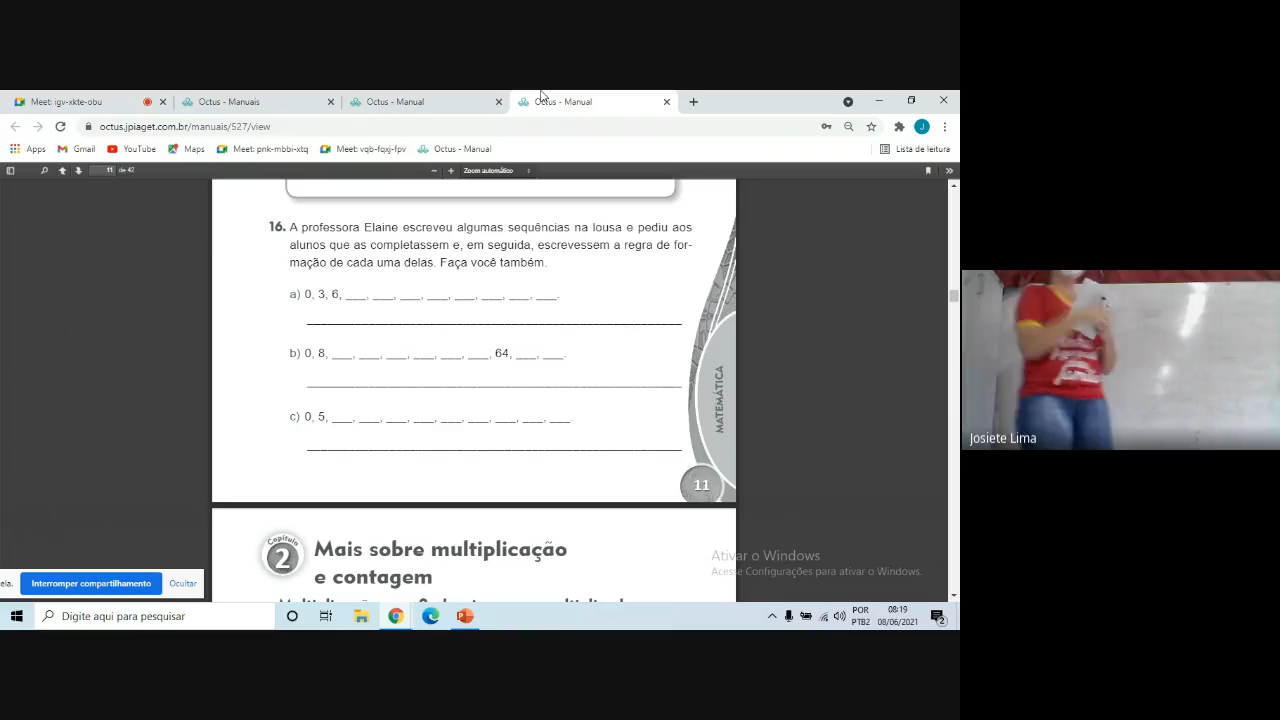 Meet: igv-xkte-obu
Octus - Manuais
Octus - Manual
Octus - Manual
octus.jpiaget.com.br/manuais/527/view
Apps
Gmail
YouTube
Maps
Meet: pnk-mbbi-xtq
Meet: vqb-fqxj-fpv
Octus - Manual
Lista de leitura
11 de 42
Zoom automático
16. A professora Elaine escreveu algumas sequências na lousa e pediu aos
alunos que as completassem e, em seguida, escrevessem a regra de for-
mação de cada uma delas. Faça você também.
a) 0, 3, 6, ___, ___, ___, ___, ___, ___, ___, ___.
b) 0, 8, ___, ___, ___, ___, ___, ___, 64, ___, ___.
c) 0, 5, ___, ___, ___, ___, ___, ___, ___, ___, ___
MATEMÁTICA
11
Capítulo
2
Mais sobre multiplicação
e contagem
Ativar o Windows
Acesse Configurações para ativar o Windows.
ela.
Interromper compartilhamento
Ocultar
Digite aqui para pesquisar
POR
PTB2
08:19
08/06/2021
2
J
Josiete Lima